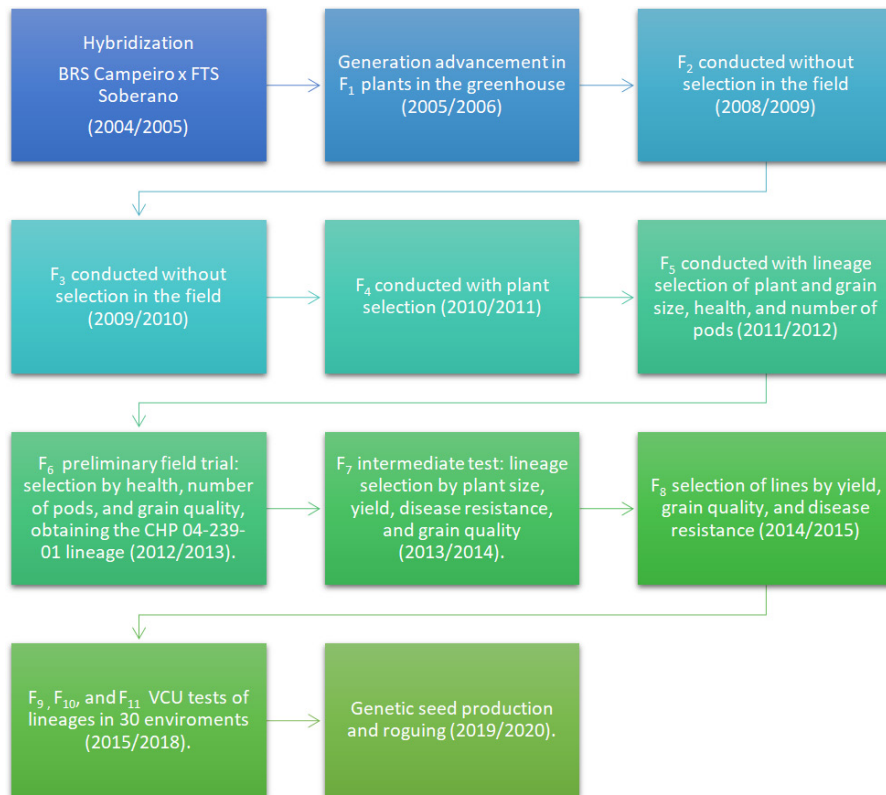 Hybridization
BRS Campeiro x FTS
Soberano
(2004/2005)
Generation advancement in
F₁ plants in the greenhouse
(2005/2006)
F₂ conducted without
selection in the field
(2008/2009)
F₃ conducted without
selection in the field
(2009/2010)
F₄ conducted with plant
selection (2010/2011)
F₅ conducted with lineage
selection of plant and grain
size, health, and number of
pods (2011/2012)
F₆ preliminary field trial:
selection by health, number
of pods, and grain quality,
obtaining the CHP 04-239-
01 lineage (2012/2013).
F₇ intermediate test: lineage
selection by plant size,
yield, disease resistance,
and grain quality
(2013/2014).
F₈ selection of lines by yield,
grain quality, and disease
resistance (2014/2015)
F₉ , F₁₀, and F₁₁ VCU tests of
lineages in 30 enviroments
(2015/2018).
Genetic seed production
and roguing (2019/2020).